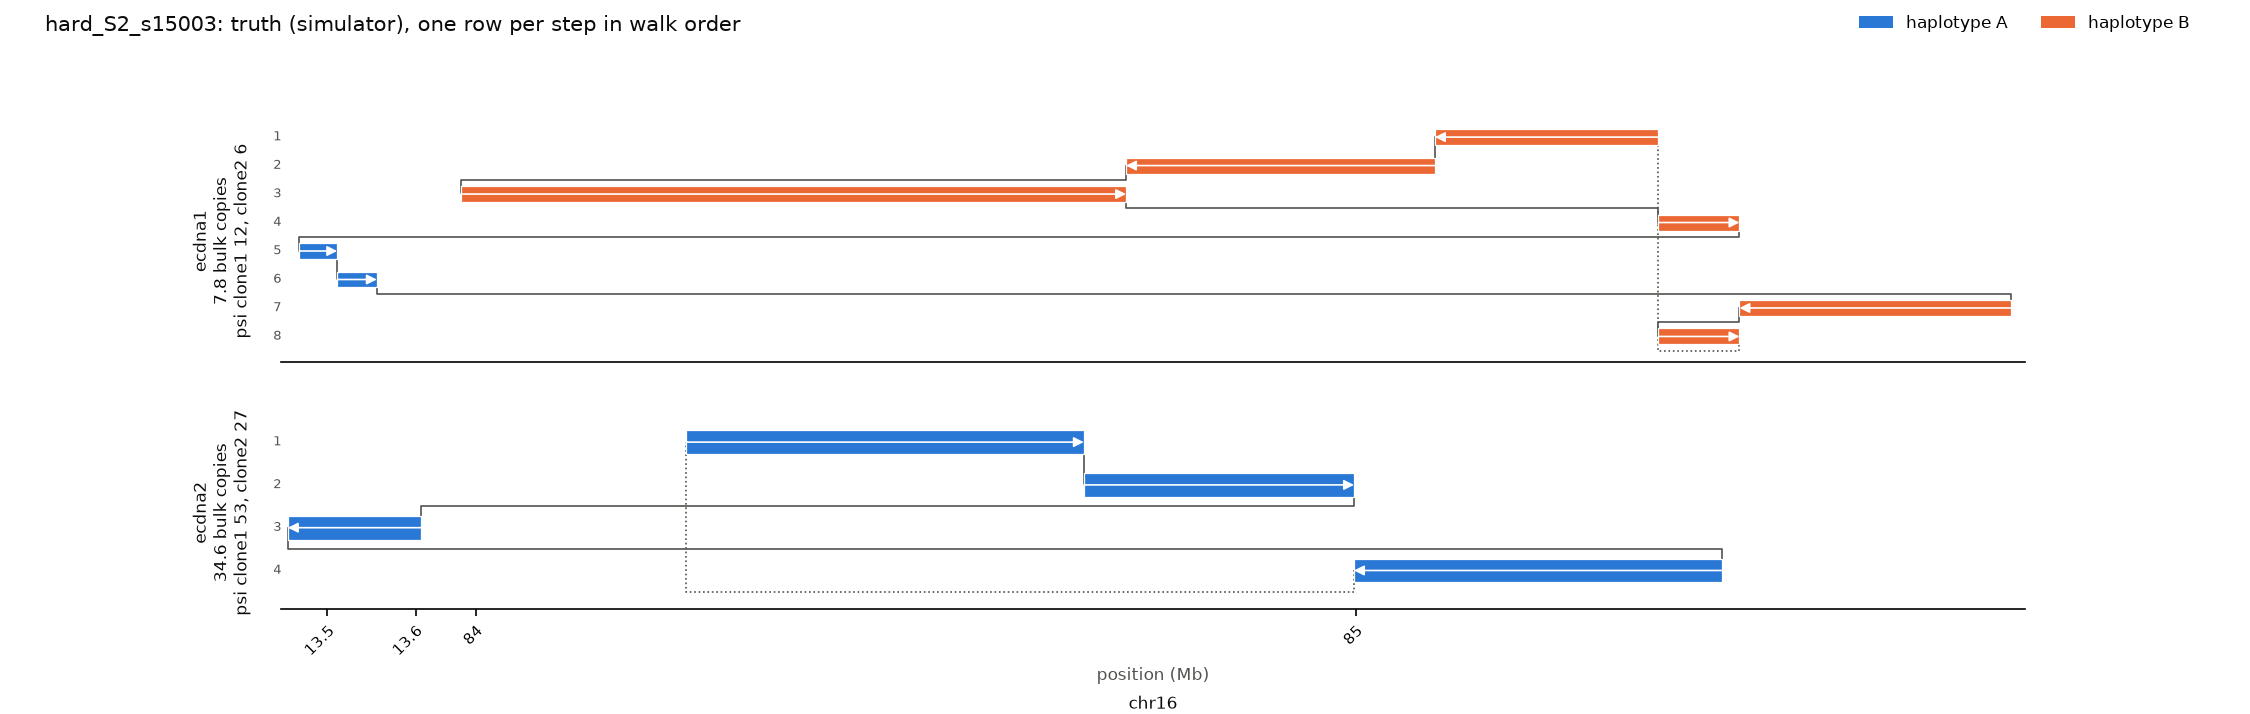 hard_S2_s15003: truth (simulator), one row per step in walk order
haplotype A
haplotype B
ecdna1
7.8 bulk copies
psi clone1 12, clone2 6
1
2
3
4
5
6
7
8
ecdna2
34.6 bulk copies
psi clone1 53, clone2 27
1
2
3
4
13.5
13.6
84
85
position (Mb)
chr16